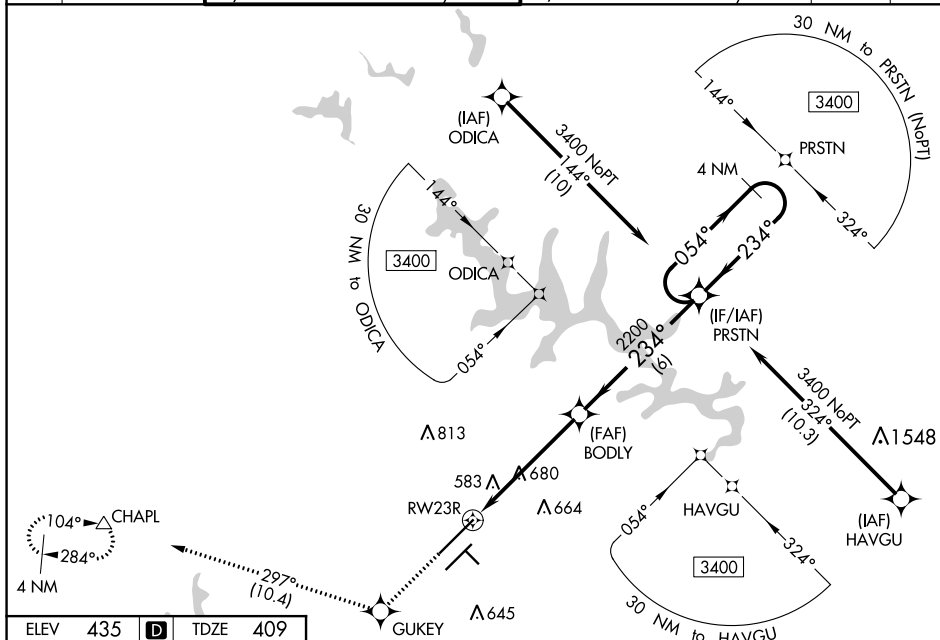 30 NM to PRSTN (NoPT)
3400
144°
PRSTN
324°
(IAF)
ODICA
3400 NoPT
144°
(10)
4 NM
054°
234°
144°
30 NM to ODICA
3400
ODICA
054°
(IF/IAF)
PRSTN
2200
234°
(6)
3400 NoPT
324°
(10.3)
1548
813
(FAF)
BODLY
583
680
664
RW23R
054°
HAVGU
324°
(IAF)
HAVGU
3400
30 NM to HAVGU
104°
CHAPL
284°
4 NM
297°
(10.4)
GUKEY
645
ELEV 435 D TDZE 409